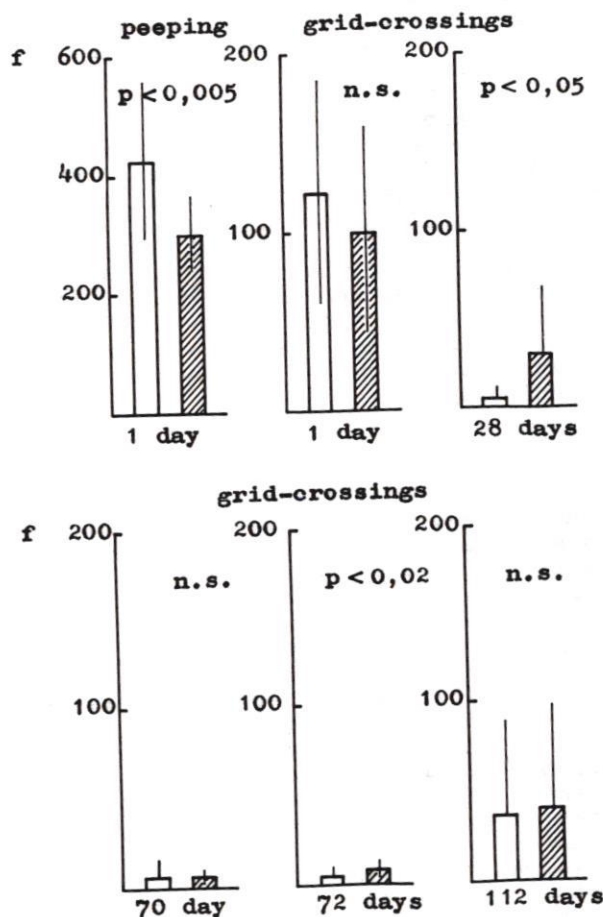 peeping grid-crossings
f 600 200 200
p < 0,005 n.s. p < 0,05
400
100 100
200
1 day 1 day 28 days
grid-crossings
f 200 200 200
n.s. p < 0,02 n.s.
100 100 100
70 day 72 days 112 days